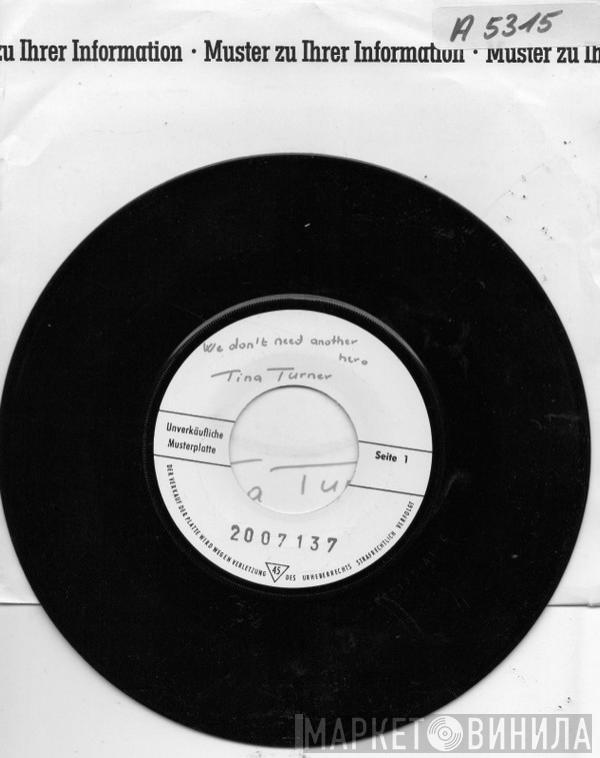 A 5315
zu Ihrer Information · Muster zu Ihrer Information · Muster zu Ih
We don't need another
hero
Tina Turner
Unverkäufliche
Musterplatte
Seite 1
a Tu
2007137
DER VERKAUF DER PLATTE WIRD WEGEN VERLETZUNG 45 DES URHEBERRECHTS STRAFRECHTLICH VERFOLGT
МАРКЕТ ВИНИЛА